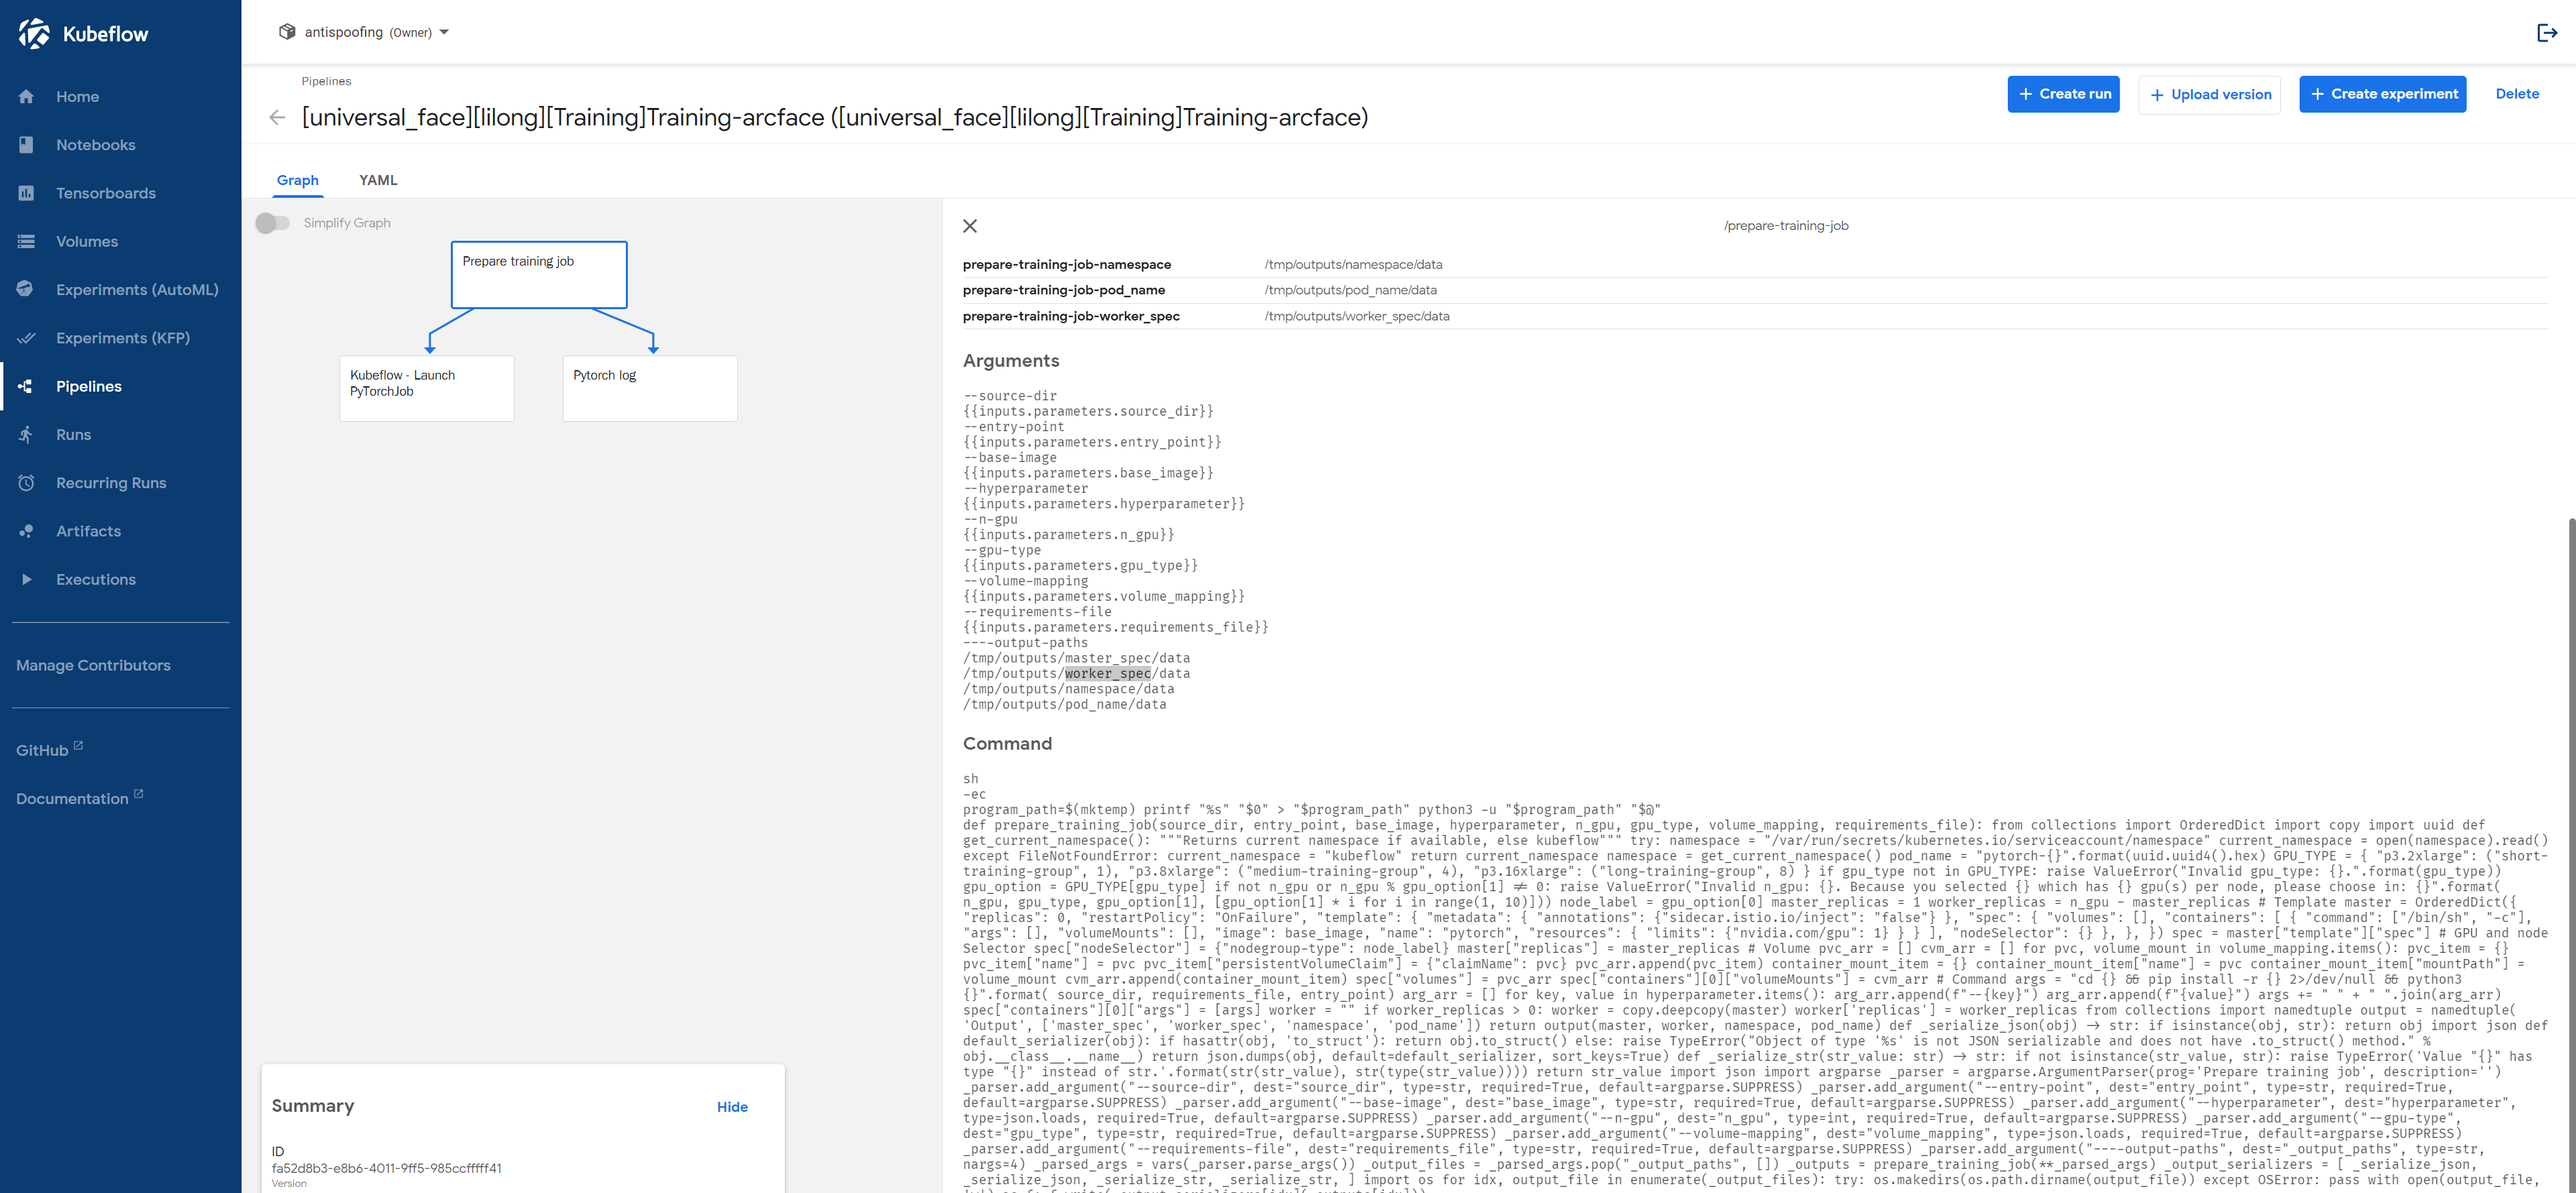 Kubeflow
Home
Notebooks
Tensorboards
Volumes
Experiments (AutoML)
Experiments (KFP)
Pipelines
Runs
Recurring Runs
Artifacts
Executions
Manage Contributors
GitHub
Documentation
antispoofing (Owner)
Pipelines
[universal_face][lilong][Training]Training-arcface ([universal_face][lilong][Training]Training-arcface)
+ Create run
+ Upload version
+ Create experiment
Delete
Graph
YAML
Simplify Graph
Prepare training job
Kubeflow - Launch
PyTorchJob
Pytorch log
Summary
Hide
ID
fa52d8b3-e8b6-4011-9ff5-985ccfffff41
Version
/prepare-training-job
prepare-training-job-namespace /tmp/outputs/namespace/data
prepare-training-job-pod_name /tmp/outputs/pod_name/data
prepare-training-job-worker_spec /tmp/outputs/worker_spec/data
Arguments
--source-dir
{{inputs.parameters.source_dir}}
--entry-point
{{inputs.parameters.entry_point}}
--base-image
{{inputs.parameters.base_image}}
--hyperparameter
{{inputs.parameters.hyperparameter}}
--n-gpu
{{inputs.parameters.n_gpu}}
--gpu-type
{{inputs.parameters.gpu_type}}
--volume-mapping
{{inputs.parameters.volume_mapping}}
--requirements-file
{{inputs.parameters.requirements_file}}
----output-paths
/tmp/outputs/master_spec/data
/tmp/outputs/worker_spec/data
/tmp/outputs/namespace/data
/tmp/outputs/pod_name/data
Command
sh
-ec
program_path=$(mktemp) printf "%s" "$0" > "$program_path" python3 -u "$program_path" "$@"
def prepare_training_job(source_dir, entry_point, base_image, hyperparameter, n_gpu, gpu_type, volume_mapping, requirements_file): from collections import OrderedDict import copy import uuid def
get_current_namespace(): """Returns current namespace if available, else kubeflow""" try: namespace = "/var/run/secrets/kubernetes.io/serviceaccount/namespace" current_namespace = open(namespace).read()
except FileNotFoundError: current_namespace = "kubeflow" return current_namespace namespace = get_current_namespace() pod_name = "pytorch-{}".format(uuid.uuid4().hex) GPU_TYPE = { "p3.2xlarge": ("short-
training-group", 1), "p3.8xlarge": ("medium-training-group", 4), "p3.16xlarge": ("long-training-group", 8) } if gpu_type not in GPU_TYPE: raise ValueError("Invalid gpu_type: {}.".format(gpu_type))
gpu_option = GPU_TYPE[gpu_type] if not n_gpu or n_gpu % gpu_option[1] != 0: raise ValueError("Invalid n_gpu: {}. Because you selected {} which has {} gpu(s) per node, please choose in: {}".format(
n_gpu, gpu_type, gpu_option[1], [gpu_option[1] * i for i in range(1, 10)])) node_label = gpu_option[0] master_replicas = 1 worker_replicas = n_gpu - master_replicas # Template master = OrderedDict({
"replicas": 0, "restartPolicy": "OnFailure", "template": { "metadata": { "annotations": {"sidecar.istio.io/inject": "false"} }, "spec": { "volumes": [], "containers": [ { "command": ["/bin/sh", "-c"],
"args": [], "volumeMounts": [], "image": base_image, "name": "pytorch", "resources": { "limits": {"nvidia.com/gpu": 1} } } ], "nodeSelector": {} }, }, }) spec = master["template"]["spec"] # GPU and node
Selector spec["nodeSelector"] = {"nodegroup-type": node_label} master["replicas"] = master_replicas # Volume pvc_arr = [] cvm_arr = [] for pvc, volume_mount in volume_mapping.items(): pvc_item = {}
pvc_item["name"] = pvc pvc_item["persistentVolumeClaim"] = {"claimName": pvc} pvc_arr.append(pvc_item) container_mount_item = {} container_mount_item["name"] = pvc container_mount_item["mountPath"] =
volume_mount cvm_arr.append(container_mount_item) spec["volumes"] = pvc_arr spec["containers"][0]["volumeMounts"] = cvm_arr # Command args = "cd {} && pip install -r {} 2>/dev/null && python3
{}".format( source_dir, requirements_file, entry_point) arg_arr = [] for key, value in hyperparameter.items(): arg_arr.append(f"--{key}") arg_arr.append(f"{value}") args += " " + " ".join(arg_arr)
spec["containers"][0]["args"] = [args] worker = "" if worker_replicas > 0: worker = copy.deepcopy(master) worker['replicas'] = worker_replicas from collections import namedtuple output = namedtuple(
'Output', ['master_spec', 'worker_spec', 'namespace', 'pod_name']) return output(master, worker, namespace, pod_name) def _serialize_json(obj) -> str: if isinstance(obj, str): return obj import json def
default_serializer(obj): if hasattr(obj, 'to_struct'): return obj.to_struct() else: raise TypeError("Object of type '%s' is not JSON serializable and does not have .to_struct() method." %
obj.__class__.__name__) return json.dumps(obj, default=default_serializer, sort_keys=True) def _serialize_str(str_value: str) -> str: if not isinstance(str_value, str): raise TypeError('Value "{}" has
type "{}" instead of str.'.format(str(str_value), str(type(str_value)))) return str_value import json import argparse _parser = argparse.ArgumentParser(prog='Prepare training job', description='')
_parser.add_argument("--source-dir", dest="source_dir", type=str, required=True, default=argparse.SUPPRESS) _parser.add_argument("--entry-point", dest="entry_point", type=str, required=True,
default=argparse.SUPPRESS) _parser.add_argument("--base-image", dest="base_image", type=str, required=True, default=argparse.SUPPRESS) _parser.add_argument("--hyperparameter", dest="hyperparameter",
type=json.loads, required=True, default=argparse.SUPPRESS) _parser.add_argument("--n-gpu", dest="n_gpu", type=int, required=True, default=argparse.SUPPRESS) _parser.add_argument("--gpu-type",
dest="gpu_type", type=str, required=True, default=argparse.SUPPRESS) _parser.add_argument("--volume-mapping", dest="volume_mapping", type=json.loads, required=True, default=argparse.SUPPRESS)
_parser.add_argument("--requirements-file", dest="requirements_file", type=str, required=True, default=argparse.SUPPRESS) _parser.add_argument("----output-paths", dest="_output_paths", type=str,
nargs=4) _parsed_args = vars(_parser.parse_args()) _output_files = _parsed_args.pop("_output_paths", []) _outputs = prepare_training_job(**_parsed_args) _output_serializers = [ _serialize_json,
_serialize_json, _serialize_str, _serialize_str, ] import os for idx, output_file in enumerate(_output_files): try: os.makedirs(os.path.dirname(output_file)) except OSError: pass with open(output_file,